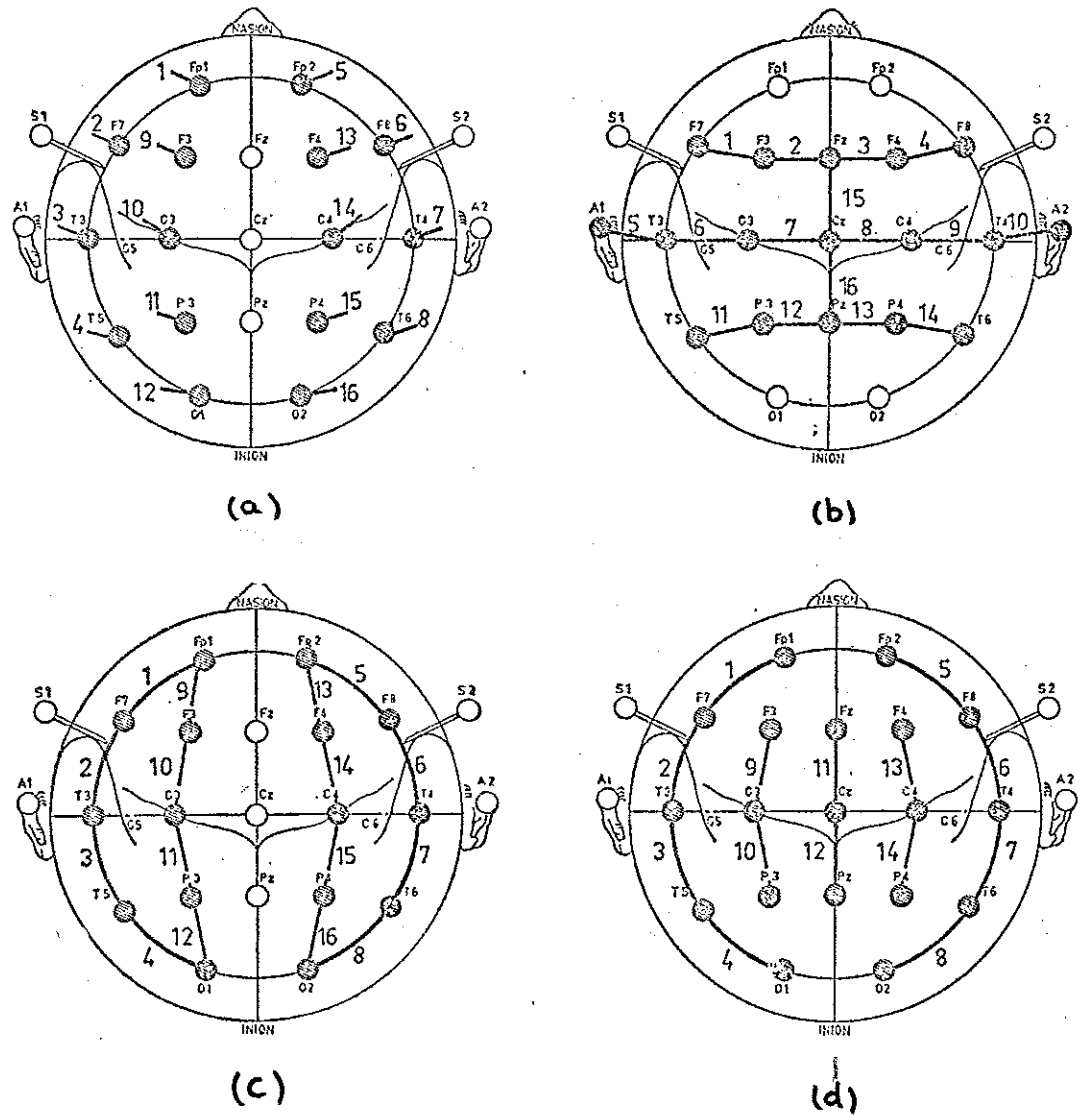 NASION
Fp1 Fp2
1 5
S1 S2
F7 F3 Fz F4 F8
2 9 13 6
A1 T3 C3 Cz C4 T4 A2
3 10 14 7
C5 C6
T5 P3 Pz P4 T6
4 11 15 8
12 16
O1 O2
INION
(a)
NASION
Fp1 Fp2
S1 S2
F7 F3 Fz F4 F8
1 2 3 4
15
A1 T3 C3 Cz C4 T4 A2
5 6 7 8 9 10
C5 C6
16
T5 P3 Pz P4 T6
11 12 13 14
O1 O2
INION
(b)
NASION
Fp1 Fp2
1 9 13 5
S1 S2
F7 F3 Fz F4 F8
2 10 14 6
A1 T3 C3 Cz C4 T4 A2
C5 C6
3 11 15 7
T5 P3 Pz P4 T6
4 12 16 8
O1 O2
INION
(c)
NASION
Fp1 Fp2
1 5
S1 S2
F7 F3 Fz F4 F8
2 9 11 13 6
A1 T3 C3 Cz C4 T4 A2
C5 C6
3 10 12 14 7
T5 P3 Pz P4 T6
4 8
O1 O2
INION
(d)